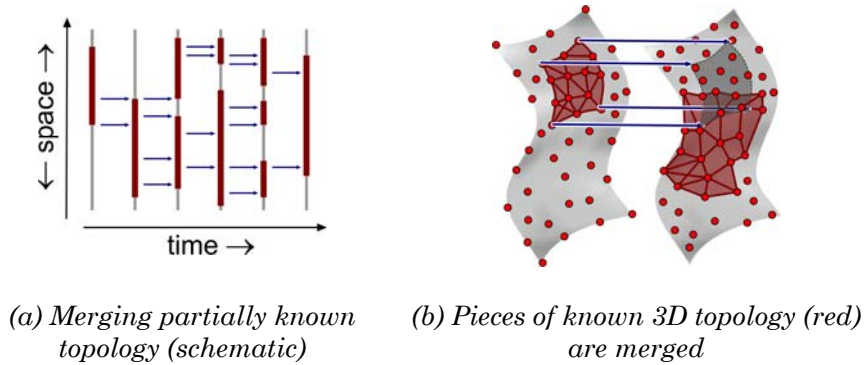 ← space →
time →
(a) Merging partially known
topology (schematic)
(b) Pieces of known 3D topology (red)
are merged